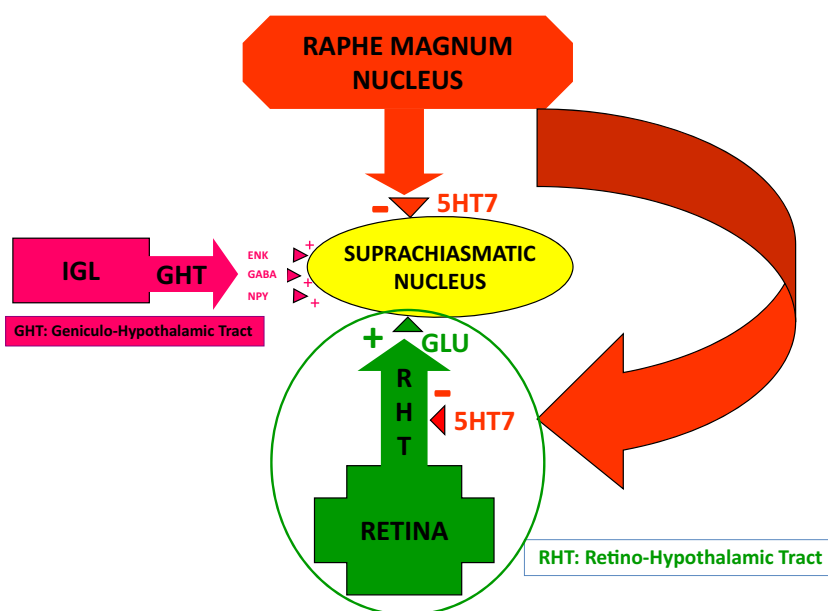 RAPHE MAGNUM
NUCLEUS
- 5HT7
SUPRACHIASMATIC
NUCLEUS
IGL
GHT
ENK +
GABA +
NPY +
GHT: Geniculo-Hypothalamic Tract
+ GLU
R
H
T
-
5HT7
RETINA
RHT: Retino-Hypothalamic Tract